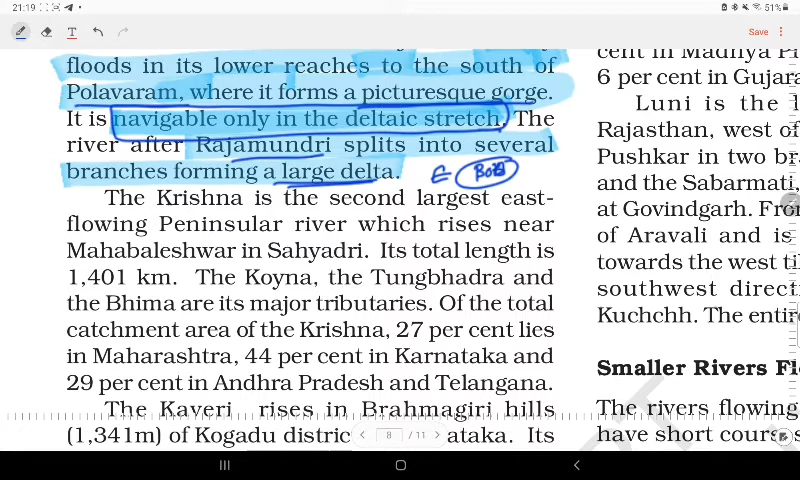 21:19
51%
T
Save
floods in its lower reaches to the south of
Polavaram, where it forms a picturesque gorge.
It is navigable only in the deltaic stretch. The
river after Rajamundri splits into several
branches forming a large delta.
The Krishna is the second largest east-
flowing Peninsular river which rises near
Mahabaleshwar in Sahyadri. Its total length is
1,401 km. The Koyna, the Tungbhadra and
the Bhima are its major tributaries. Of the total
catchment area of the Krishna, 27 per cent lies
in Maharashtra, 44 per cent in Karnataka and
29 per cent in Andhra Pradesh and Telangana.
The Kaveri rises in Brahmagiri hills
(1,341m) of Kogadu distric ataka. Its
8 / 11
cent in Madhya P
6 per cent in Gujara
Luni is the
Rajasthan, west of
Pushkar in two br
and the Sabarmati,
at Govindgarh. Fro
of Aravali and is
towards the west til
southwest directi
Kuchchh. The entir
Smaller Rivers Fl
The rivers flowing
have short cours s